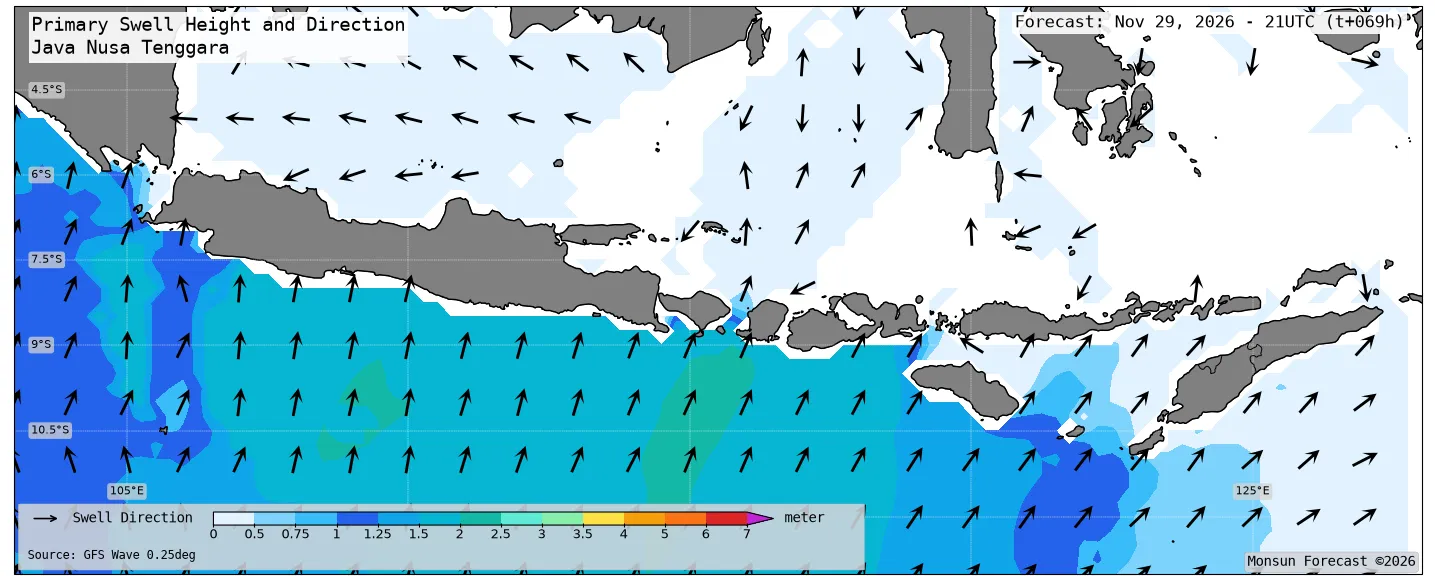 Primary Swell Height and Direction
Java Nusa Tenggara
Forecast: Nov 29, 2026 - 21UTC (t+069h)
4.5°S
6°S
7.5°S
9°S
10.5°S
105°E
125°E
Swell Direction
0 0.5 0.75 1 1.25 1.5 2 2.5 3 3.5 4 5 6 7
meter
Source: GFS Wave 0.25deg
Monsun Forecast ©2026